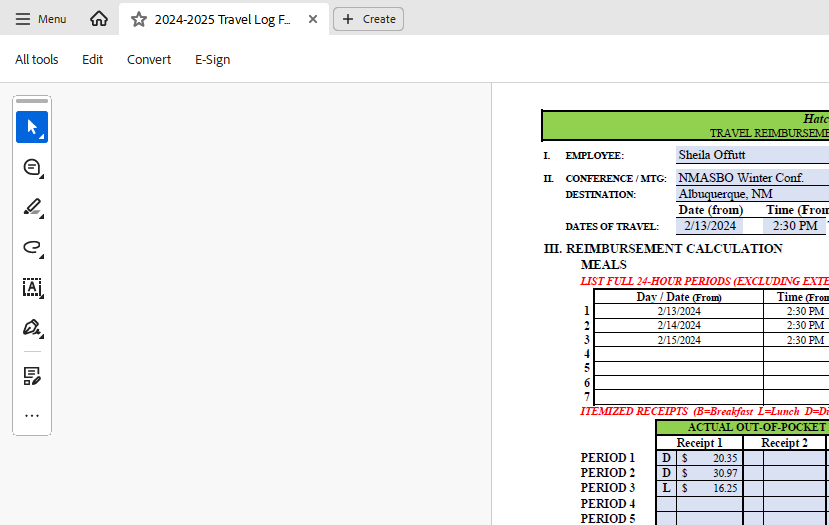 Menu 2024-2025 Travel Log F... × + Create
All tools Edit Convert E-Sign
TRAVEL
I. EMPLOYEE: Sheila Offutt
II. CONFERENCE / MTG: NMASBO Winter Conf.
DESTINATION: Albuquerque, NM
Date (from) Time (From
DATES OF TRAVEL: 2/13/2024 2:30 PM
III. REIMBURSEMENT CALCULATION
MEALS
LIST FULL 24-HOUR PERIODS (EXCLUDING
Day / Date (From) Time (From
1 2/13/2024 2:30 PM
2 2/14/2024 2:30 PM
3 2/15/2024 2:30 PM
4
5
6
7
ITEMIZED RECEIPTS (B=Breakfast L=Lunch
ACTUAL OUT-OF-POCKET
Receipt 1 Receipt 2
PERIOD 1 D $ 20.35
PERIOD 2 D $ 30.97
PERIOD 3 L $ 16.25
PERIOD 4
PERIOD 5